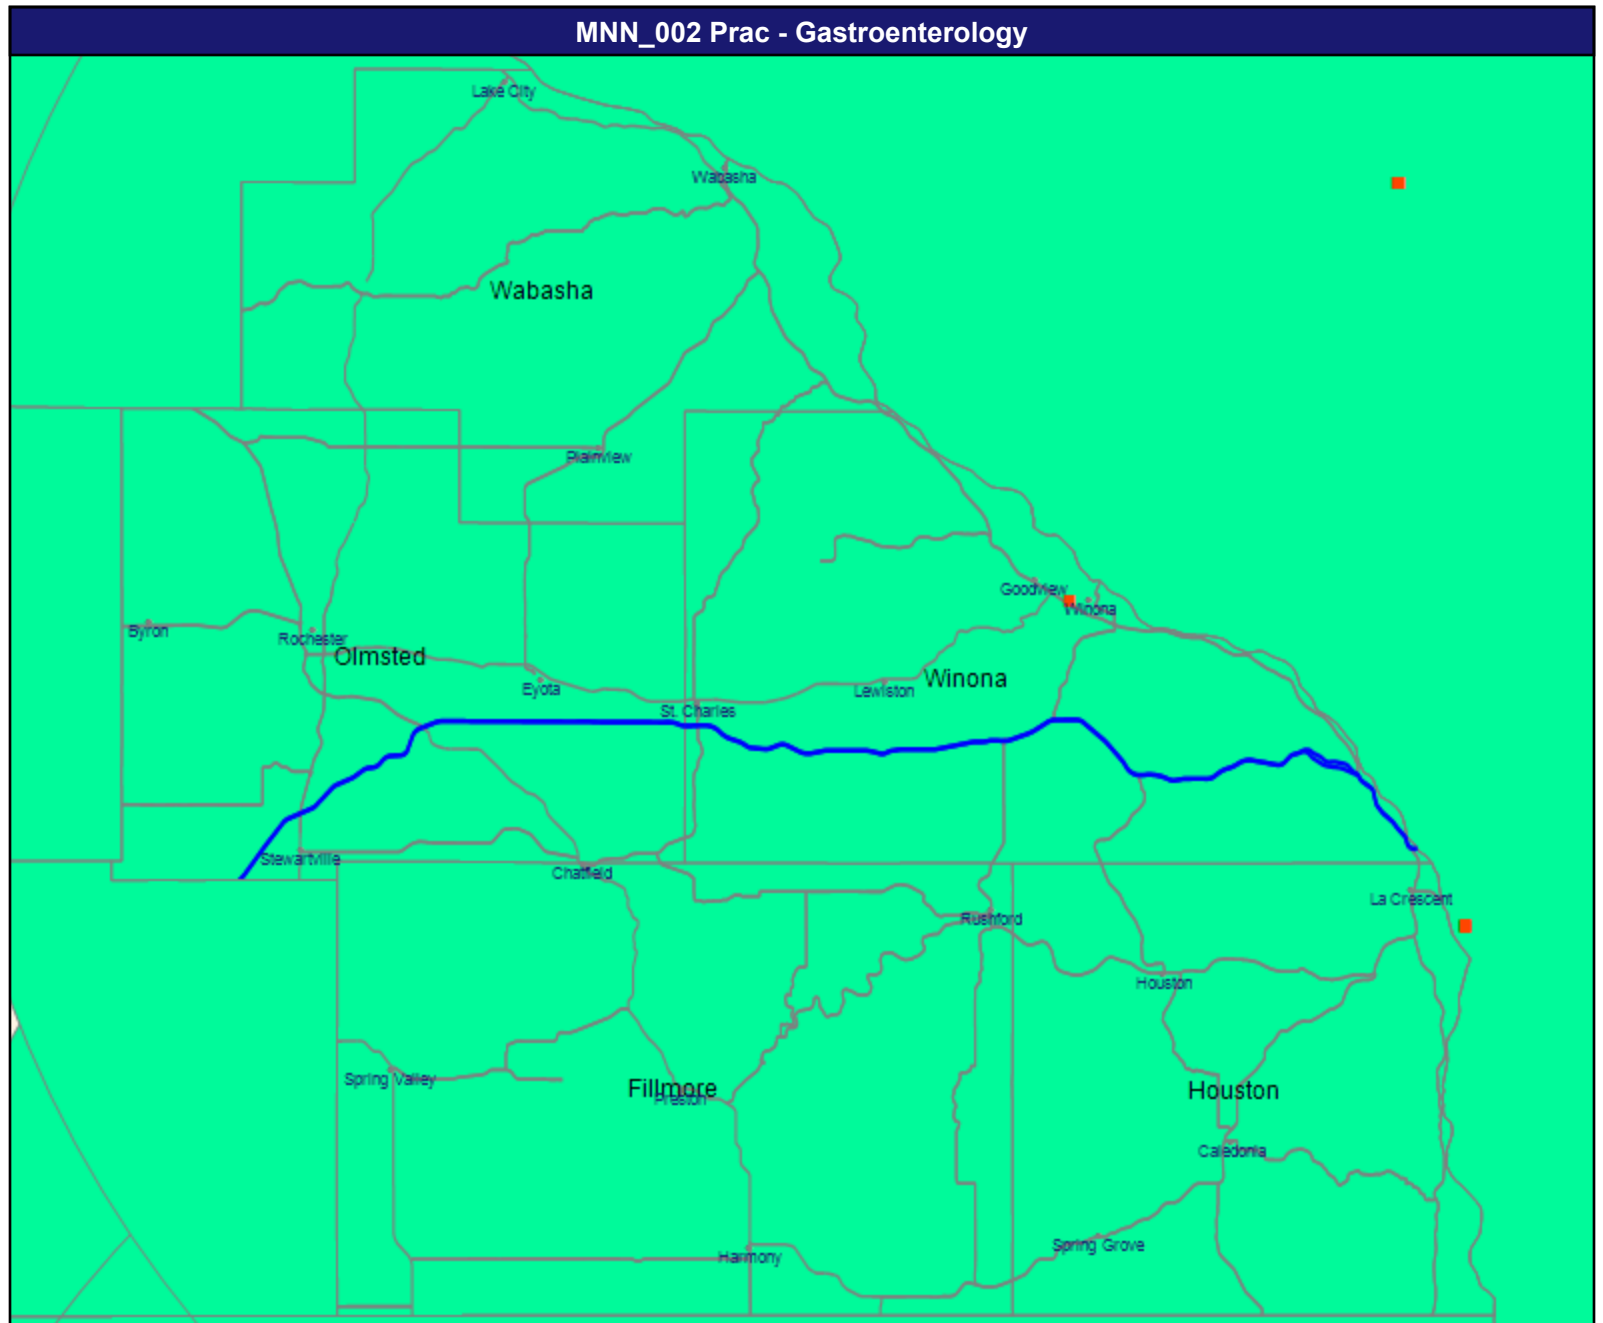 MNN_002 Prac - Gastroenterology
Lake City
Wabasha
Wabasha
Plainview
Goodview
Winona
Byron
Rochester
Olmsted
Eyota
Lewiston
Winona
St. Charles
Stewartville
Chatfield
La Crescent
Rushford
Houston
Spring Valley
Fillmore
Preston
Houston
Caledonia
Spring Grove
Harmony